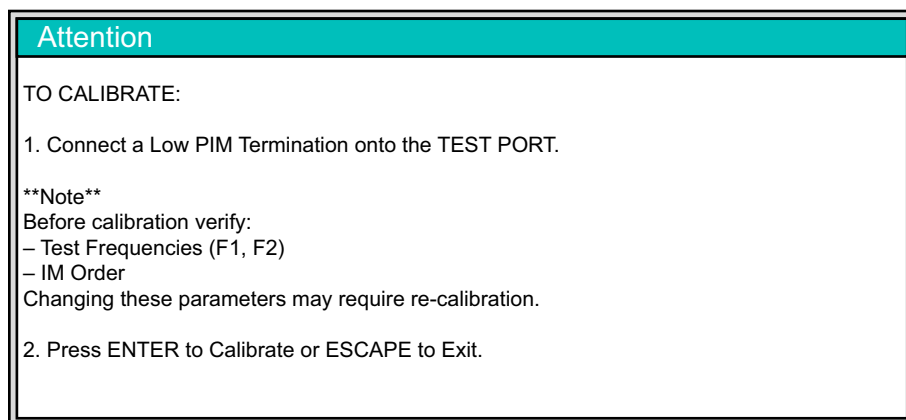 Attention
TO CALIBRATE:
1. Connect a Low PIM Termination onto the TEST PORT.
**Note**
Before calibration verify:
– Test Frequencies (F1, F2)
– IM Order
Changing these parameters may require re-calibration.
2. Press ENTER to Calibrate or ESCAPE to Exit.